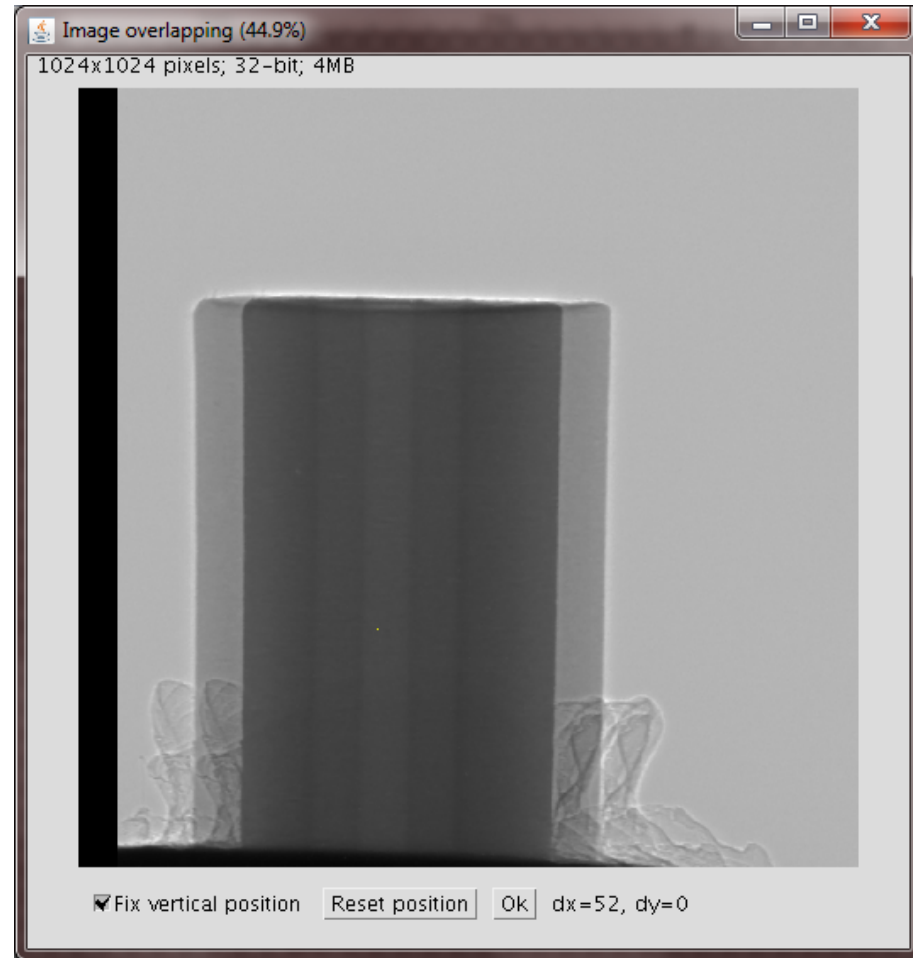 Image overlapping (44.9%)
1024x1024 pixels; 32-bit; 4MB
Fix vertical position Reset position Ok dx=52, dy=0